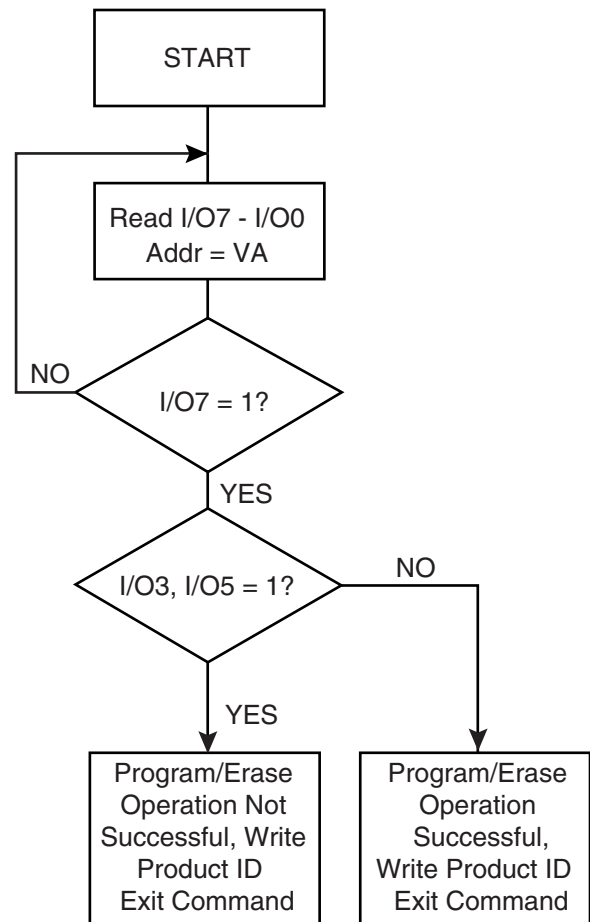 START
Read I/O7 - I/O0
Addr = VA
NO
I/O7 = 1?
YES
I/O3, I/O5 = 1?
NO
YES
Program/Erase
Operation Not
Successful, Write
Product ID
Exit Command
Program/Erase
Operation
Successful,
Write Product ID
Exit Command